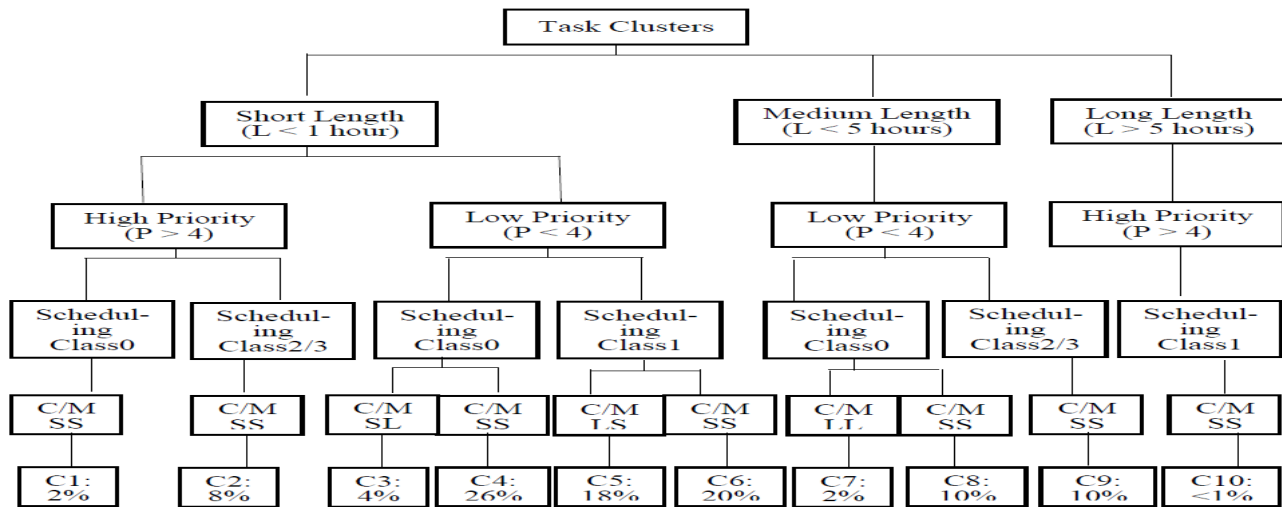 Task Clusters
Short Length
(L < 1 hour)
Medium Length
(L < 5 hours)
Long Length
(L > 5 hours)
High Priority
(P > 4)
Low Priority
(P < 4)
Low Priority
(P < 4)
High Priority
(P > 4)
Schedul-
ing
Class0
Schedul-
ing
Class2/3
Schedul-
ing
Class0
Schedul-
ing
Class1
Schedul-
ing
Class0
Schedul-
ing
Class2/3
Schedul-
ing
Class1
C/M
SS
C/M
SS
C/M
SL
C/M
SS
C/M
LS
C/M
SS
C/M
LL
C/M
SS
C/M
SS
C/M
SS
C1:
2%
C2:
8%
C3:
4%
C4:
26%
C5:
18%
C6:
20%
C7:
2%
C8:
10%
C9:
10%
C10:
<1%